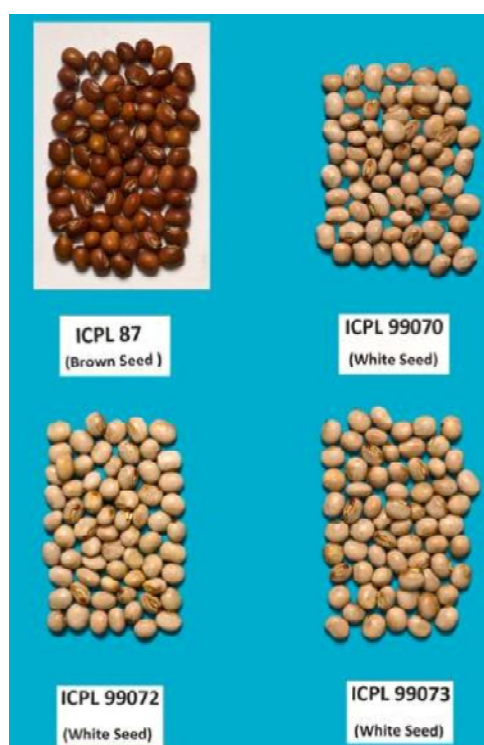 ICPL 87
(Brown Seed )
ICPL 99070
(White Seed)
ICPL 99072
(White Seed)
ICPL 99073
(White Seed)